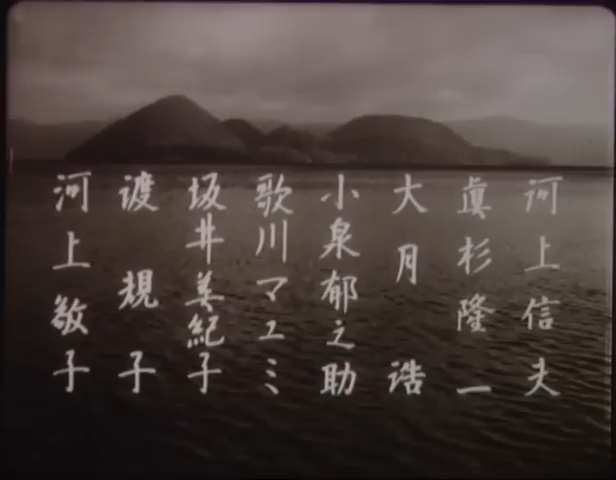 河上信夫
眞杉隆一
大月浩
小泉郁之助
歌川マユミ
坂井美紀子
渡規子
河上敬子